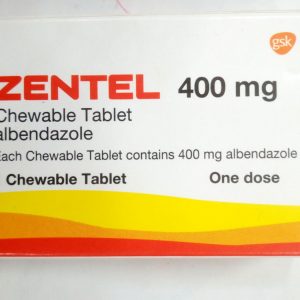 gsk
ZENTEL 400 mg
Chewable Tablet
albendazole
Each Chewable Tablet contains 400 mg albendazole
Chewable Tablet One dose